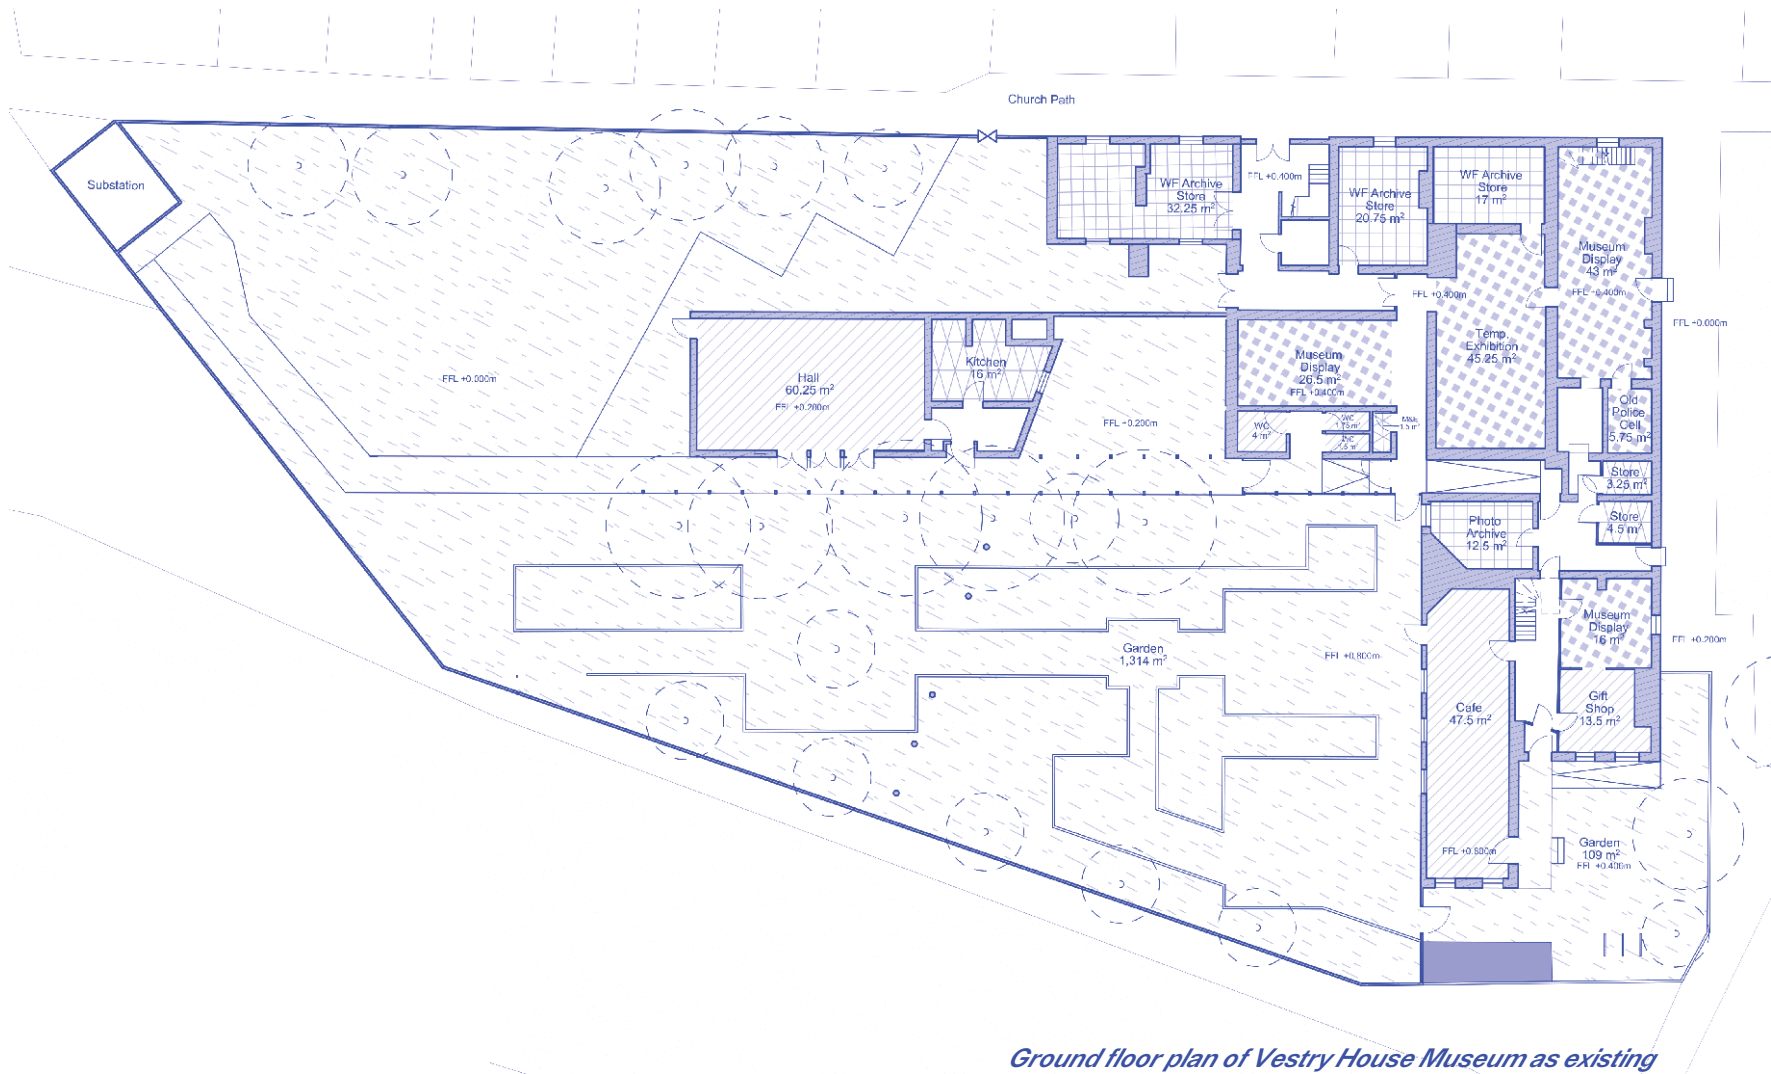 Church Path
Substation
WF Archive
Store
32.25 m²
FFL +0.400m
WF Archive
Store
20.75 m²
WF Archive
Store
17 m²
Museum
Display
43 m²
FFL +0.400m
FFL +0.400m
FFL +0.000m
Temp.
Exhibition
45.25 m²
Museum
Display
26.5 m²
FFL +0.400m
Kitchen
16 m²
Hall
60.25 m²
FFL +0.200m
FFL +0.000m
FFL +0.200m
WC
4 m²
WC
WC
Old
Police
Cell
5.75 m²
Store
3.25 m²
Store
4.5 m²
Photo
Archive
12.5 m²
Museum
Display
16 m²
FFL +0.200m
Garden
1,314 m²
FFL +0.800m
Cafe
47.5 m²
Gift
Shop
13.5 m²
FFL +0.600m
Garden
109 m²
FFL +0.400m
Ground floor plan of Vestry House Museum as existing